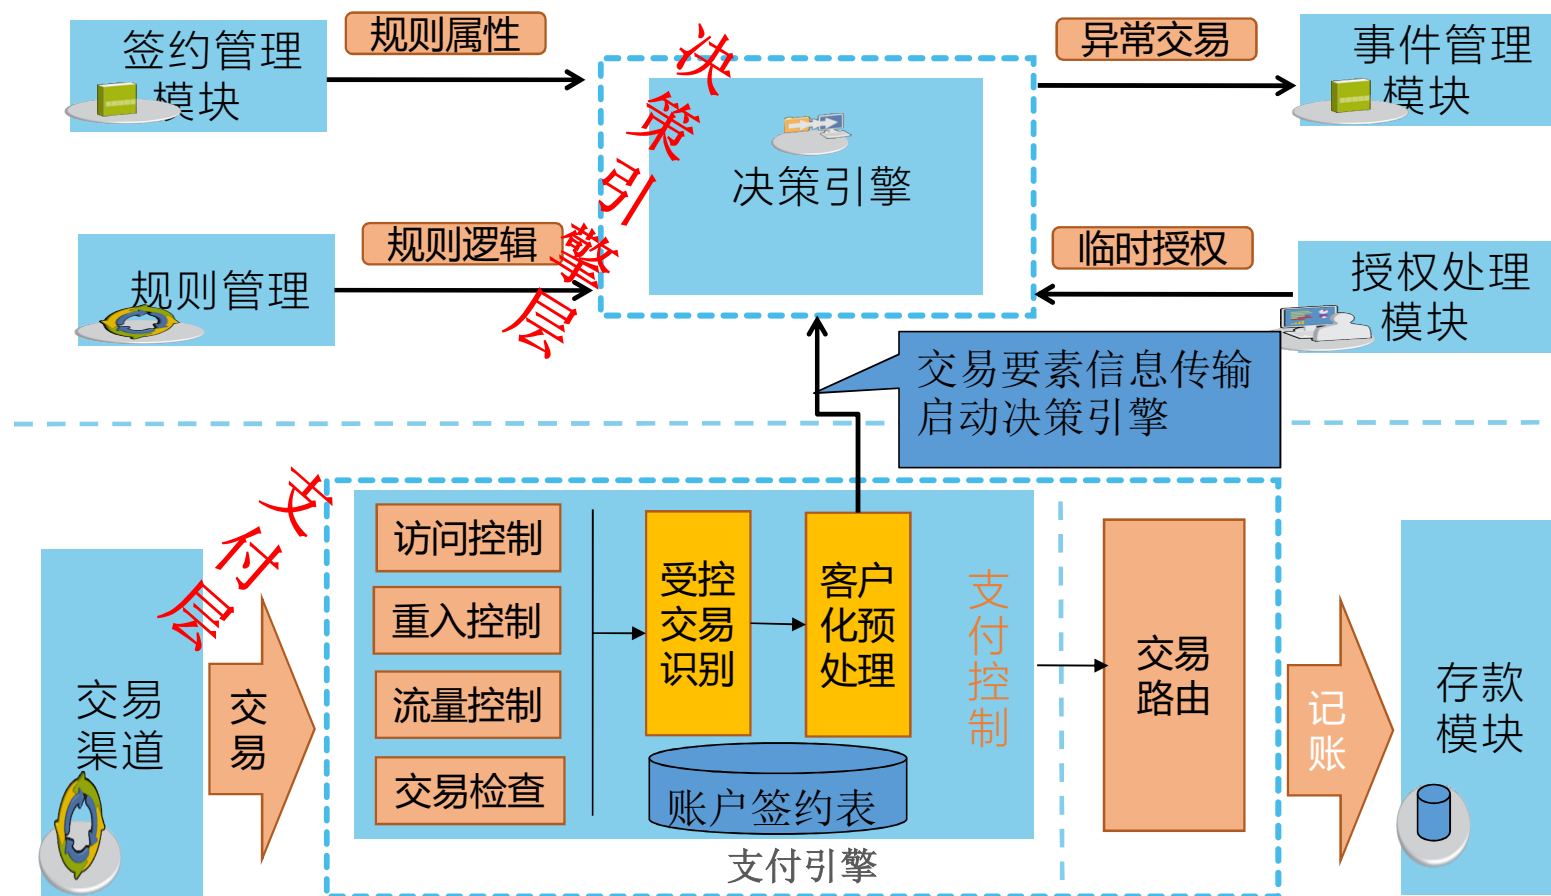 签约管理
模块
规则属性
决策引擎层
决策引擎
异常交易
事件管理
模块
规则管理
规则逻辑
临时授权
授权处理
模块
交易要素信息传输
启动决策引擎
支付层
交易
渠道
交
易
访问控制
重入控制
流量控制
交易检查
受控
交易
识别
客户
化预
处理
账户签约表
支付控制
支付引擎
交易
路由
记
账
存款
模块